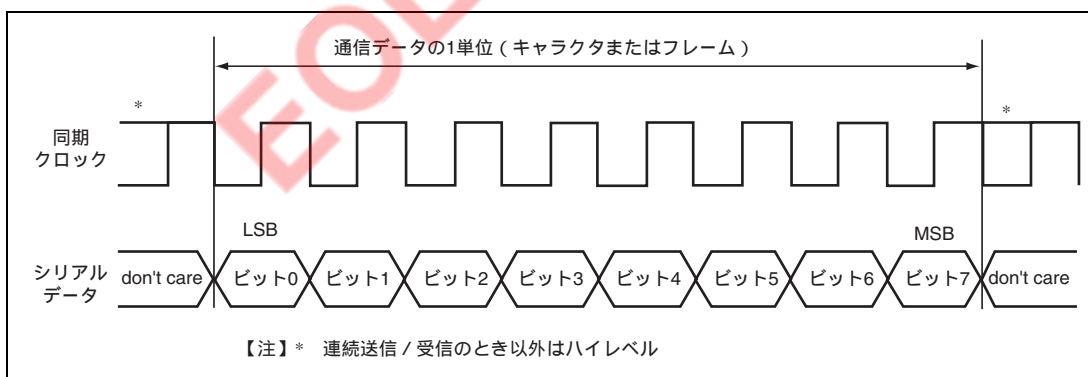 EOL
通信データの1単位（キャラクタまたはフレーム）
*
*
同期
クロック
LSB
MSB
シリアル
データ
don't care
ビット0
ビット1
ビット2
ビット3
ビット4
ビット5
ビット6
ビット7
don't care
【注】* 連続送信／受信のとき以外はハイレベル